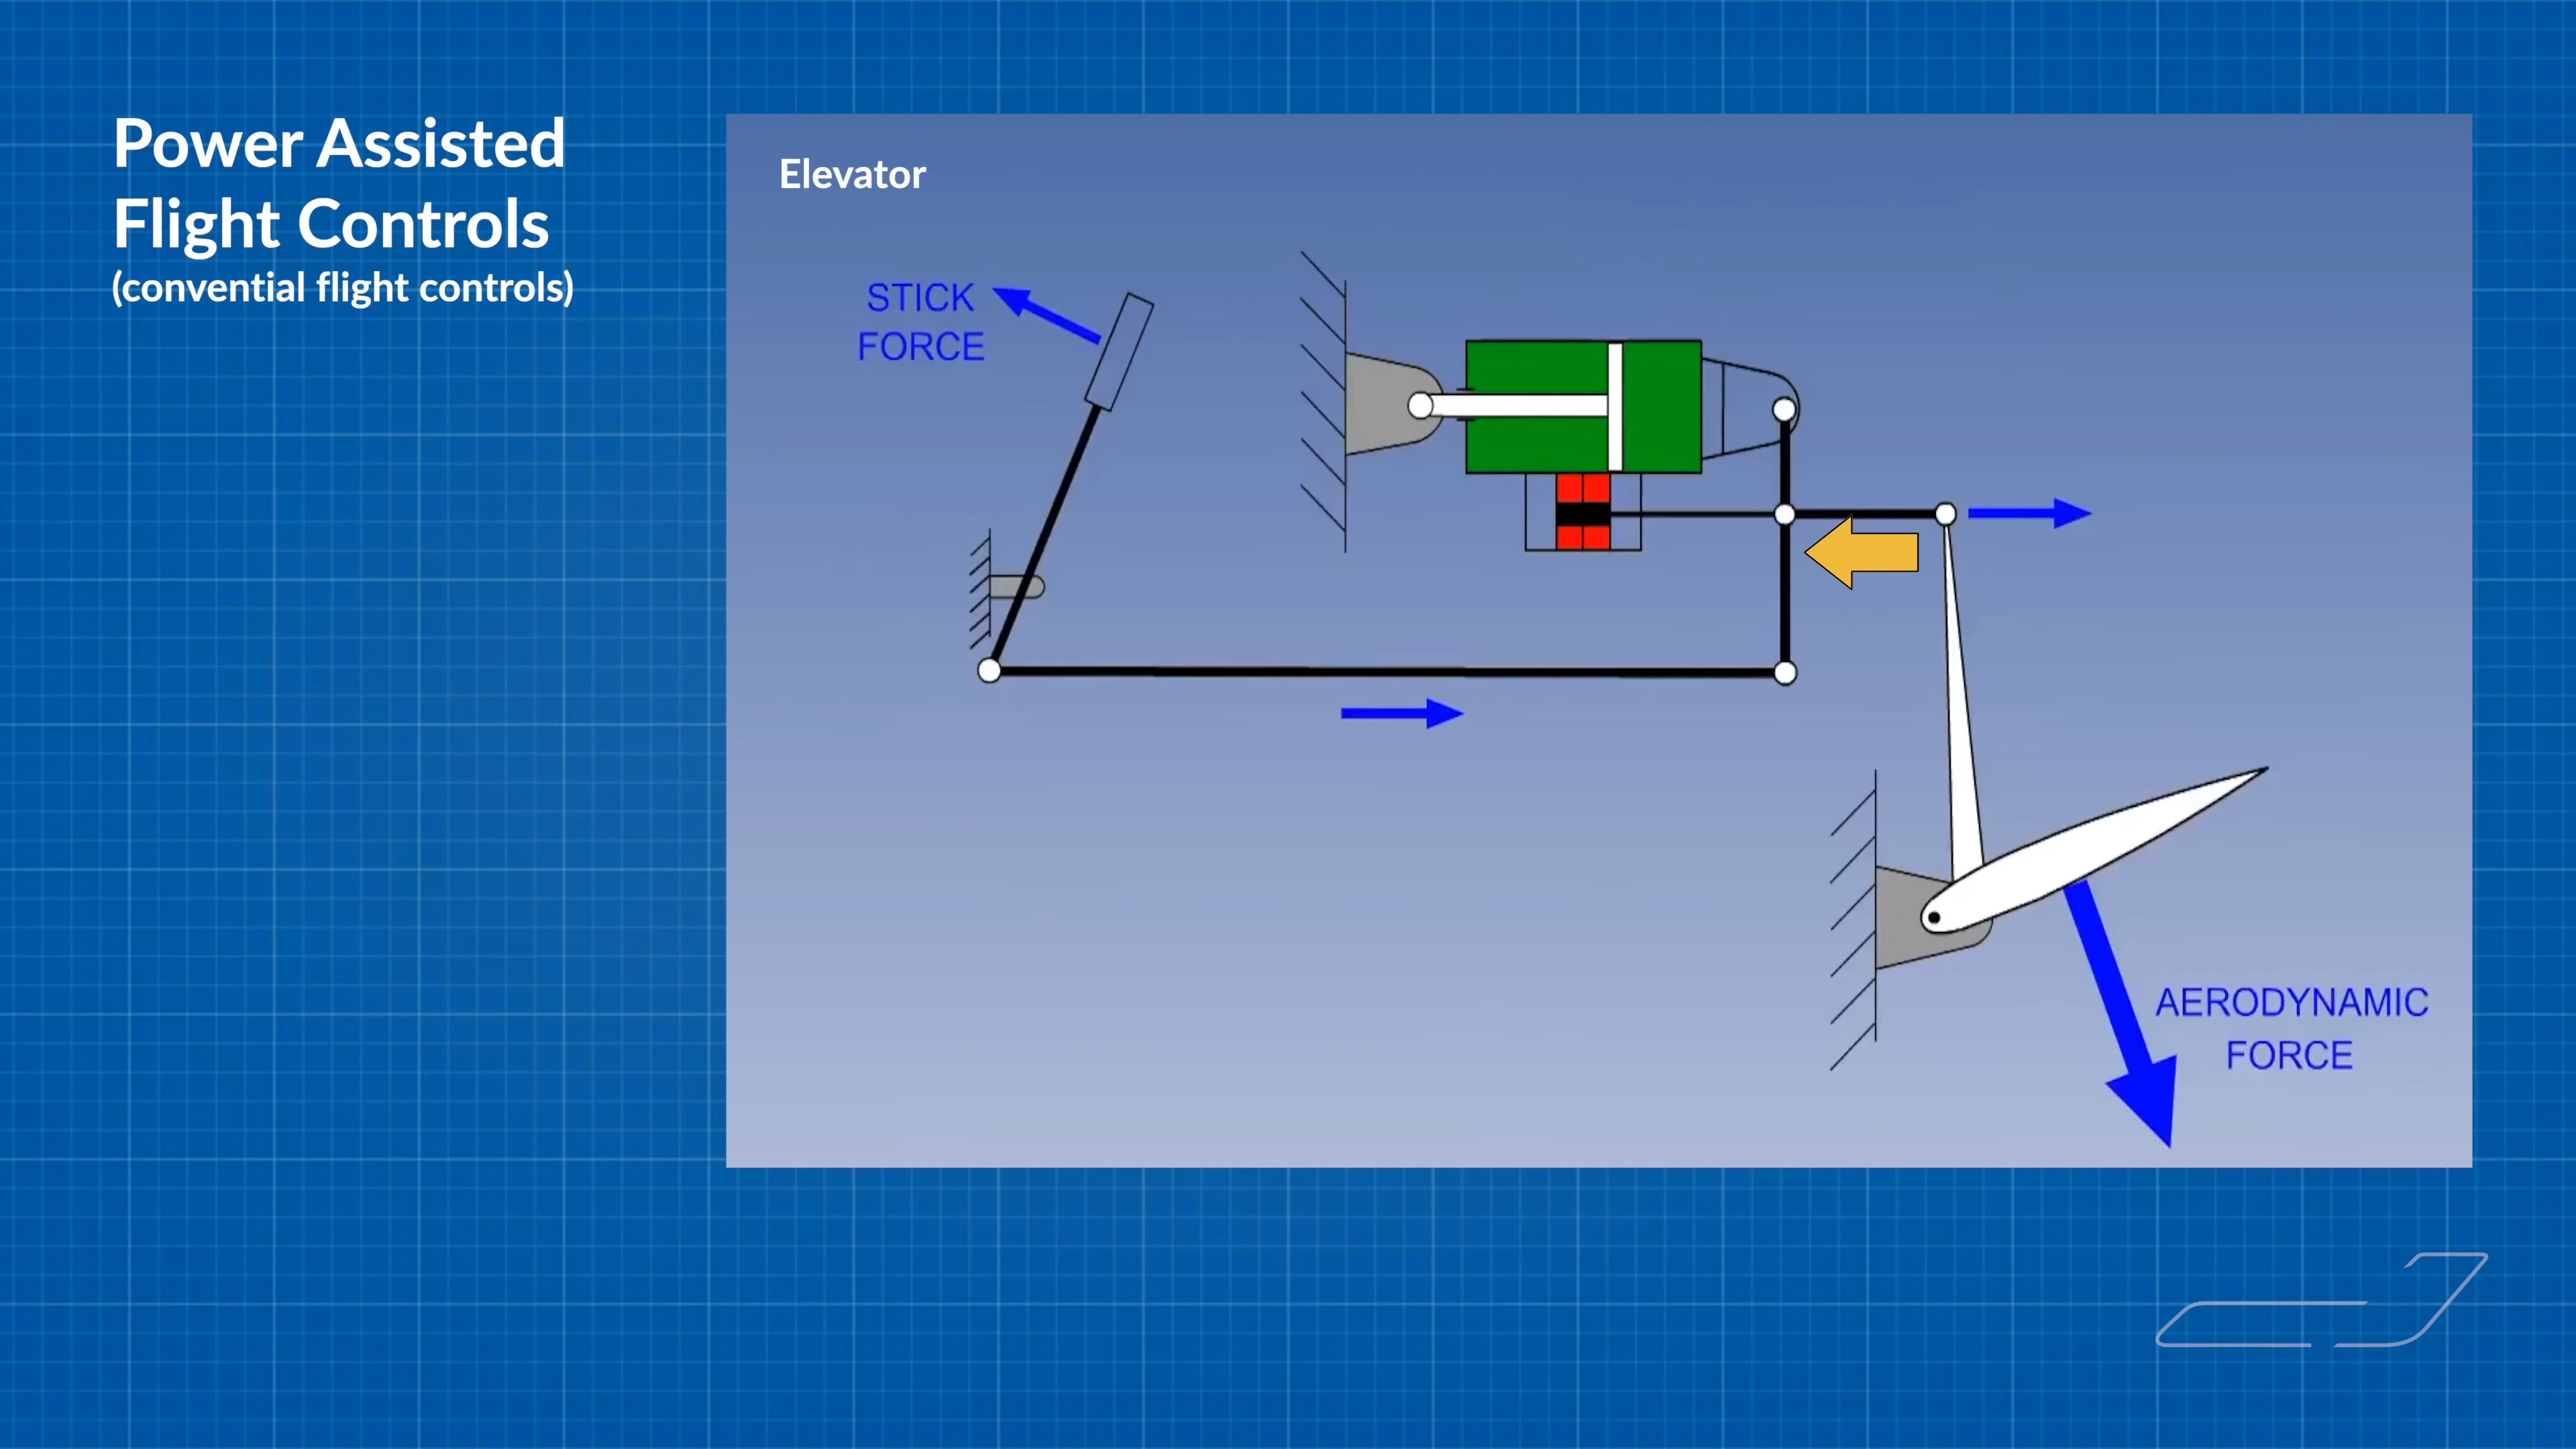 Power Assisted
Flight Controls
(convential flight controls)
Elevator
STICK
FORCE
AERODYNAMIC
FORCE